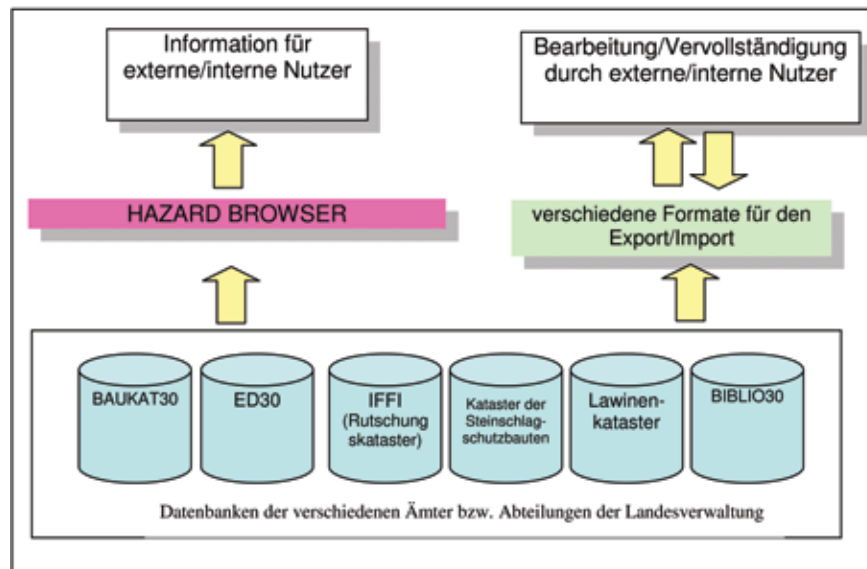 Information für
externe/interne Nutzer
Bearbeitung/Vervollständigung
durch externe/interne Nutzer
HAZARD BROWSER
verschiedene Formate für den
Export/Import
BAUKAT30
ED30
IFFI
(Rutschung
skataster)
Kataster der
Steinschlag-
schutzbauten
Lawinen-
kataster
BIBLIO30
Datenbanken der verschiedenen Ämter bzw. Abteilungen der Landesverwaltung